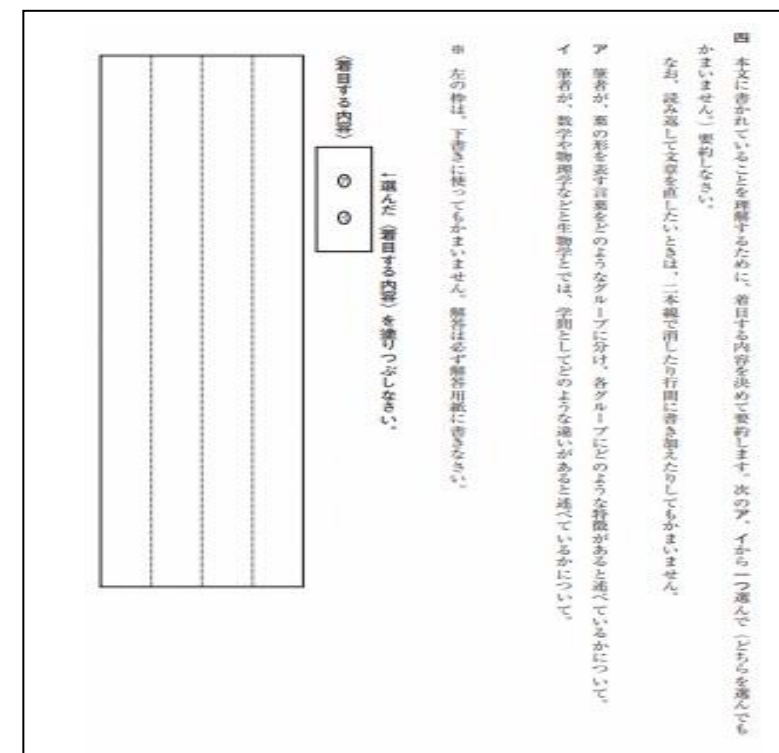 四 本文に書かれていることを理解するために、着目する内容を決めて要約します。次のア、イから一つ選んで(どちらを選んでも
かまいません。)要約しなさい。
なお、読み返して文章を直したいときは、二本線で消したり行間に書き加えたりしてもかまいません。
ア 筆者が、葉の形を表す言葉をどのようなグループに分け、各グループにどのような特徴があると述べているかについて。
イ 筆者が、数学や物理学などと生物学とでは、学問としてどのような違いがあると述べているかについて。
※ 左の枠は、下書きに使ってもかまいません。解答は必ず解答用紙に書きなさい。
↑選んだ〈着目する内容〉を塗りつぶしなさい。
〈着目する内容〉
ア イ